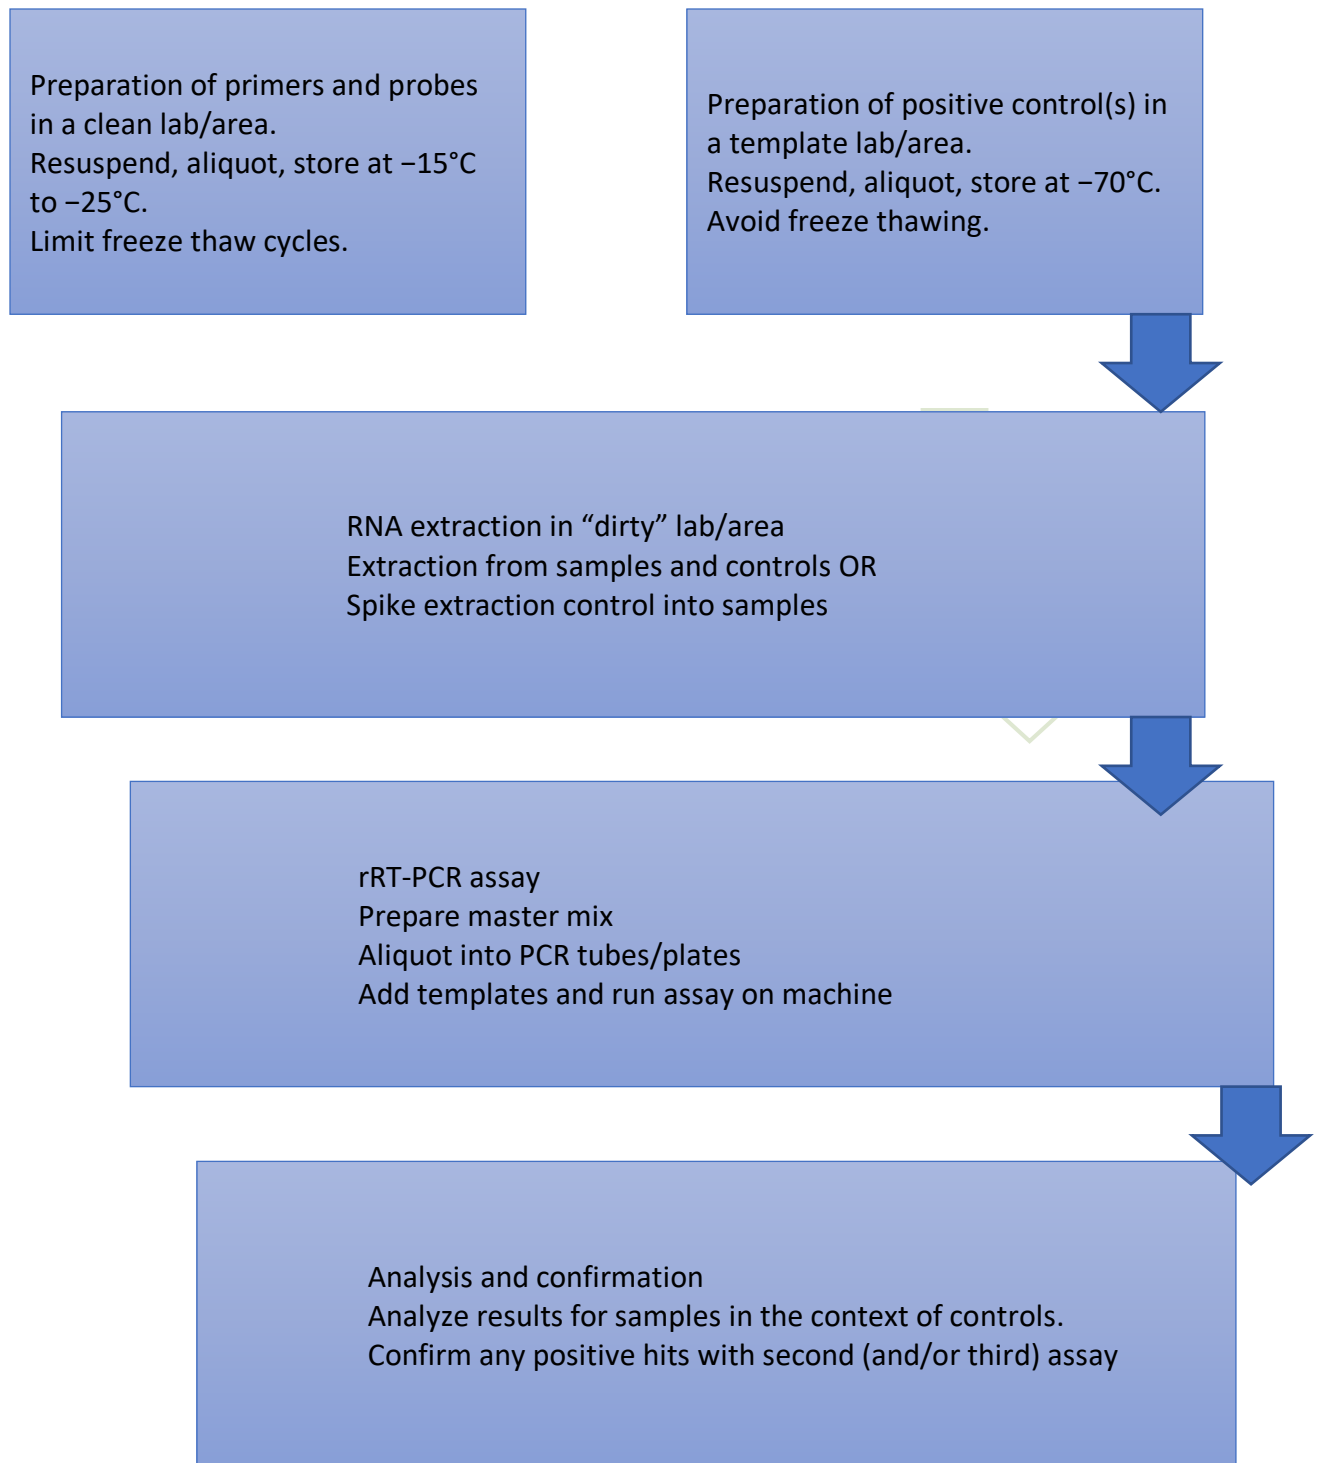 Preparation of primers and probes
in a clean lab/area.
Resuspend, aliquot, store at −15°C
to −25°C.
Limit freeze thaw cycles.
Preparation of positive control(s) in
a template lab/area.
Resuspend, aliquot, store at −70°C.
Avoid freeze thawing.
RNA extraction in “dirty” lab/area
Extraction from samples and controls OR
Spike extraction control into samples
rRT-PCR assay
Prepare master mix
Aliquot into PCR tubes/plates
Add templates and run assay on machine
Analysis and confirmation
Analyze results for samples in the context of controls.
Confirm any positive hits with second (and/or third) assay